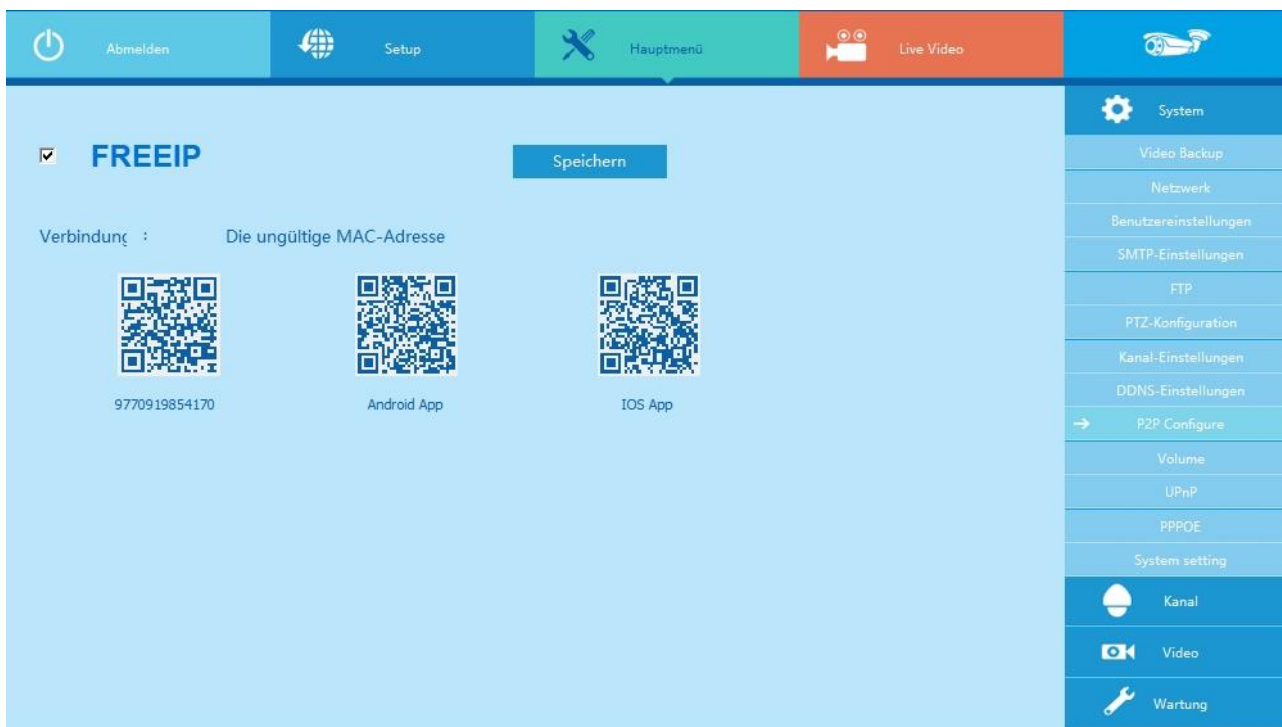 Abmelden
Setup
Hauptmenü
Live Video
System
FREEIP
Speichern
Video Backup
Netzwerk
Benutzereinstellungen
Verbindung :
Die ungültige MAC-Adresse
SMTP-Einstellungen
FTP
PTZ-Konfiguration
Kanal-Einstellungen
DDNS-Einstellungen
9770919854170
Android App
IOS App
P2P Configure
Volume
UPnP
PPPOE
System setting
Kanal
Video
Wartung